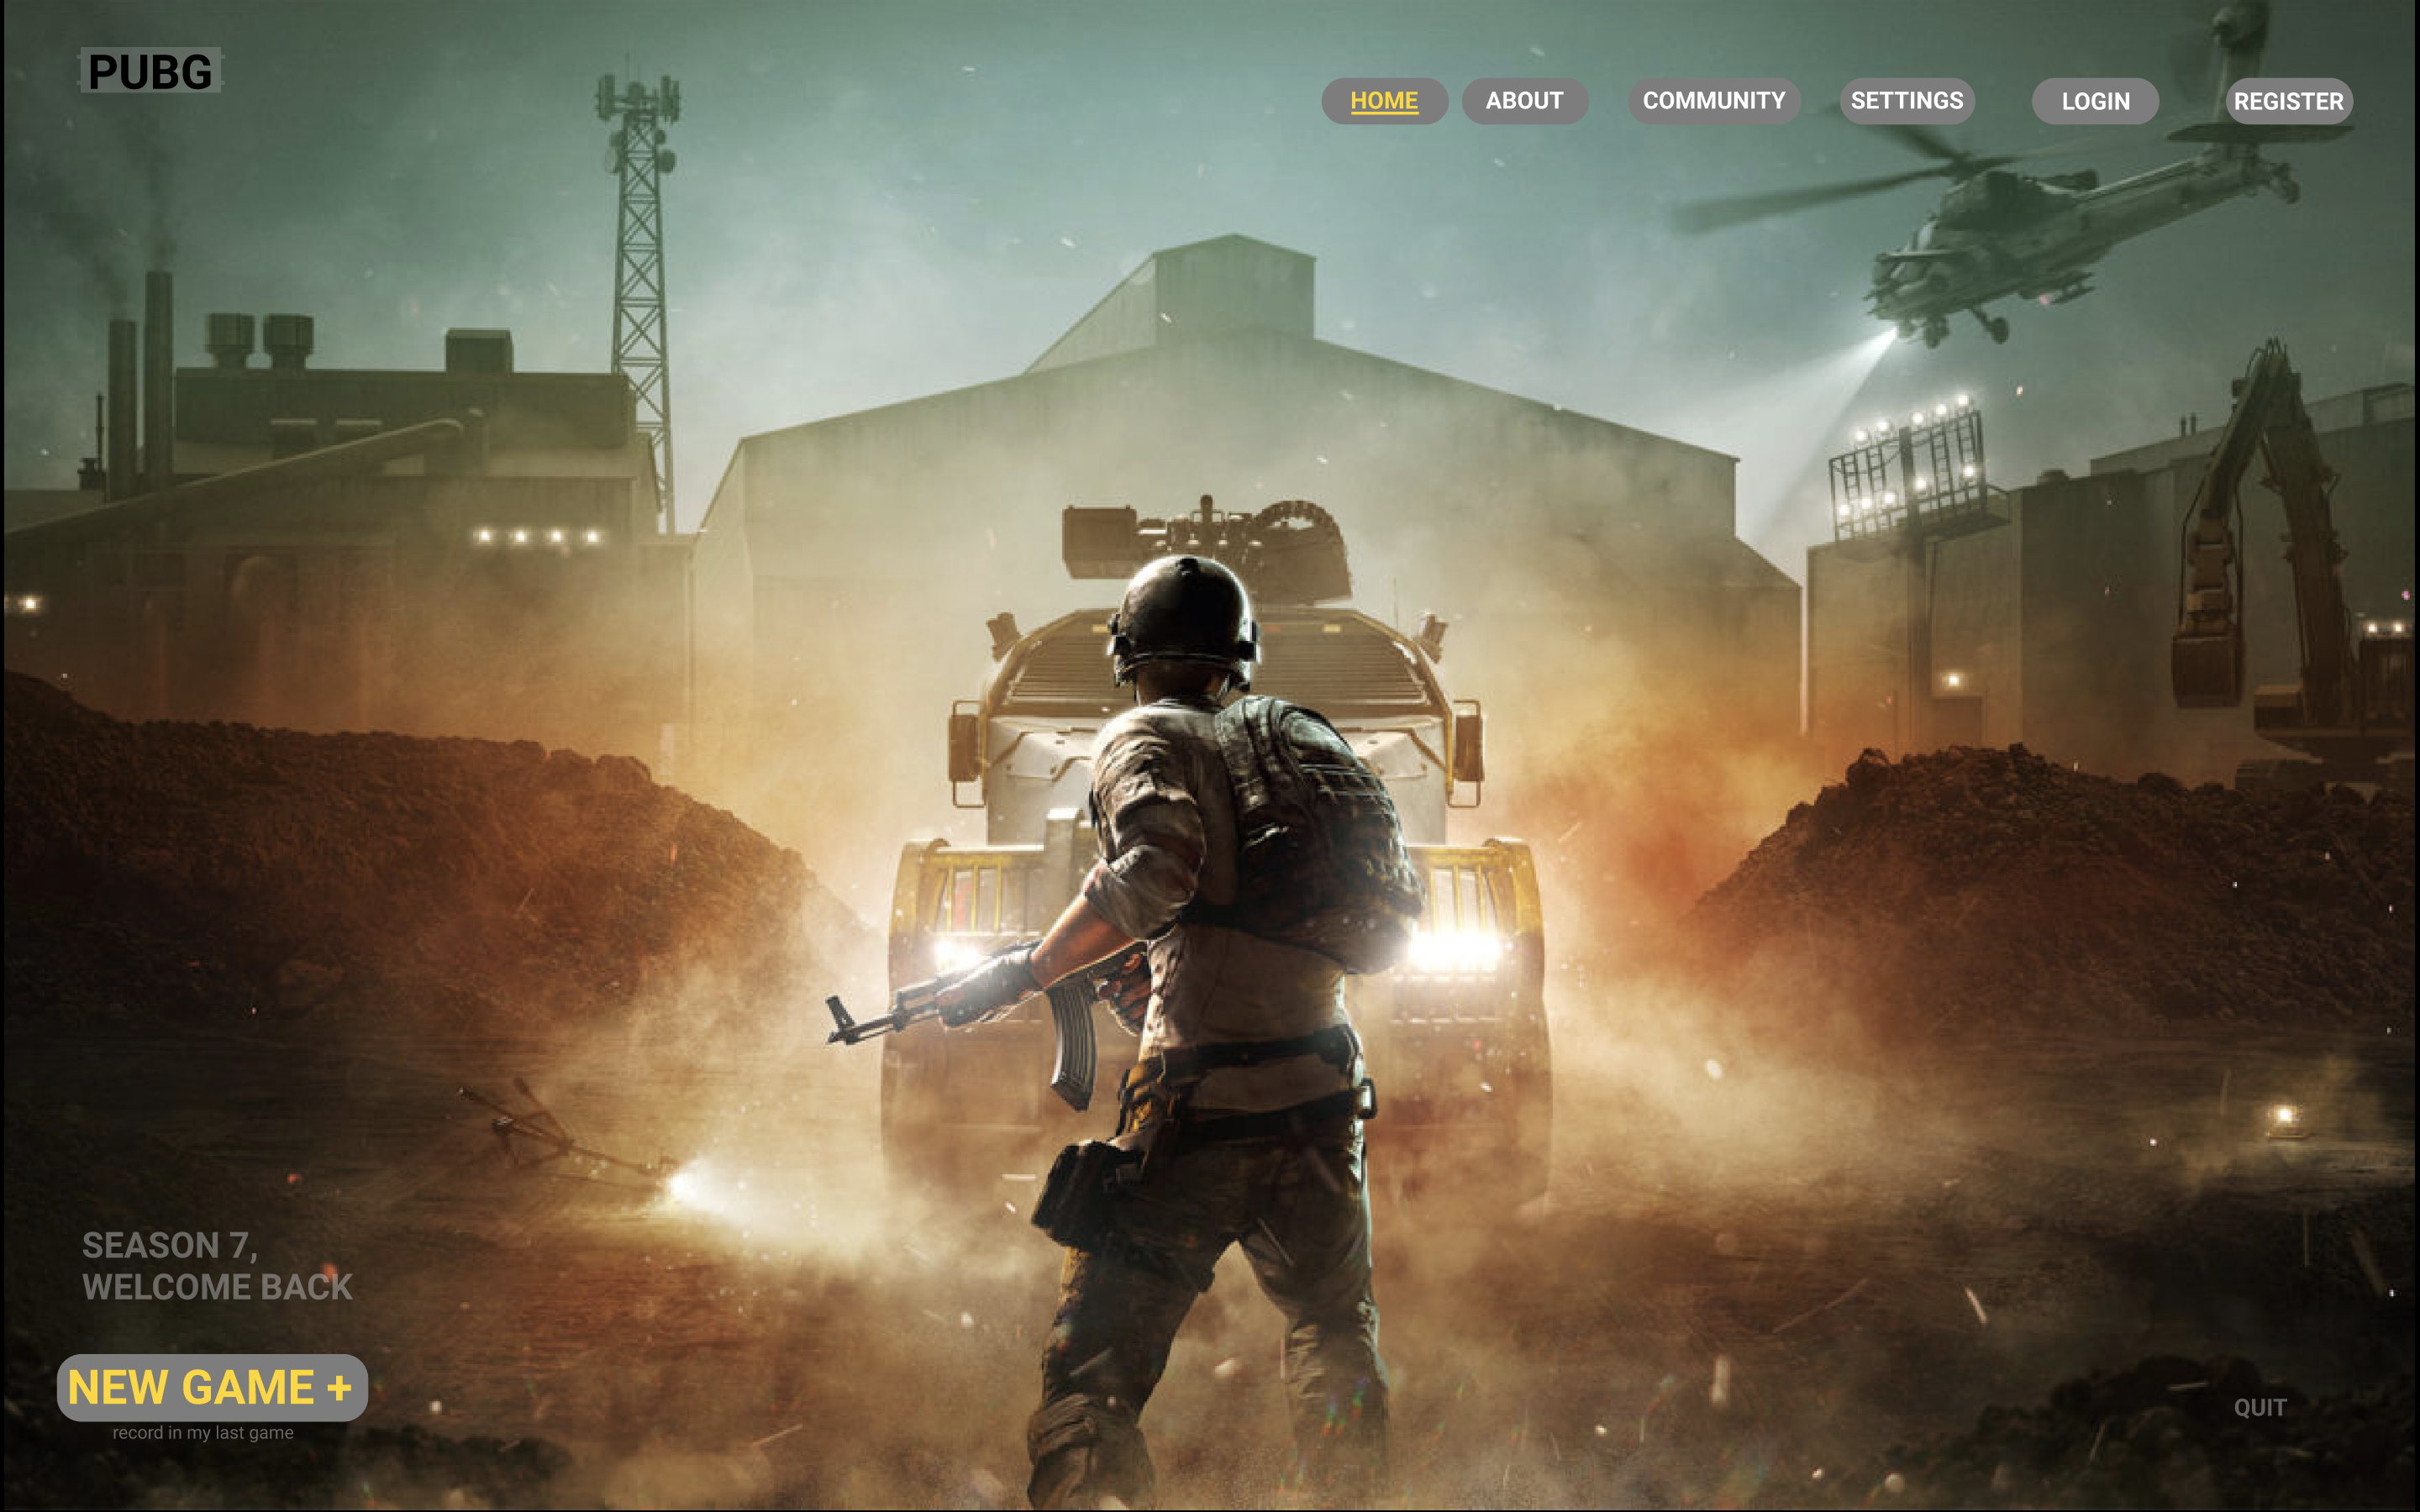 PUBG
HOME ABOUT COMMUNITY SETTINGS LOGIN REGISTER
SEASON 7,
WELCOME BACK
NEW GAME +
record in my last game
QUIT